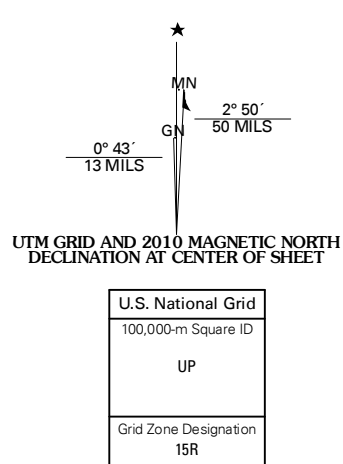 ★
MN
GN
2° 50´
50 MILS
0° 43´
13 MILS
UTM GRID AND 2010 MAGNETIC NORTH
DECLINATION AT CENTER OF SHEET
U.S. National Grid
100,000-m Square ID
UP
Grid Zone Designation
15R